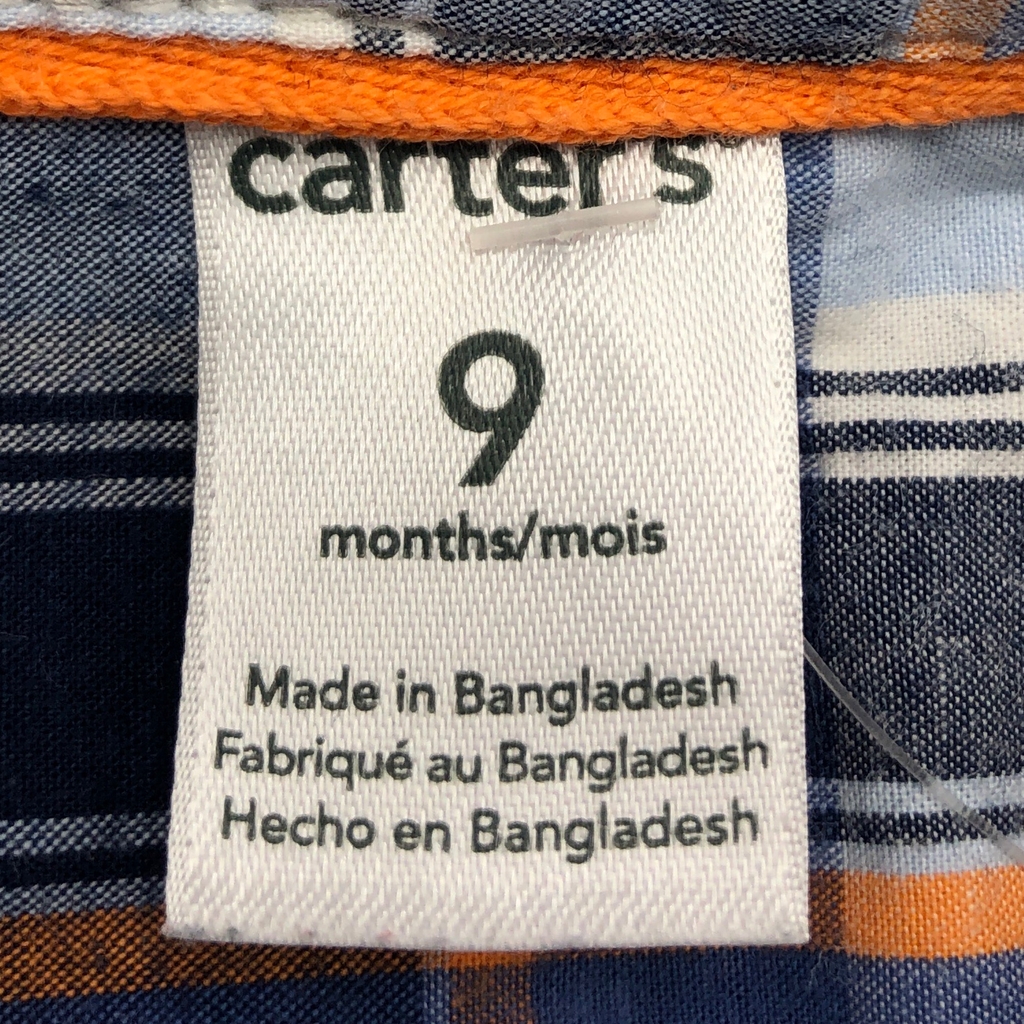 carter's
9
months/mois
Made in Bangladesh
Fabriqué au Bangladesh
Hecho en Bangladesh